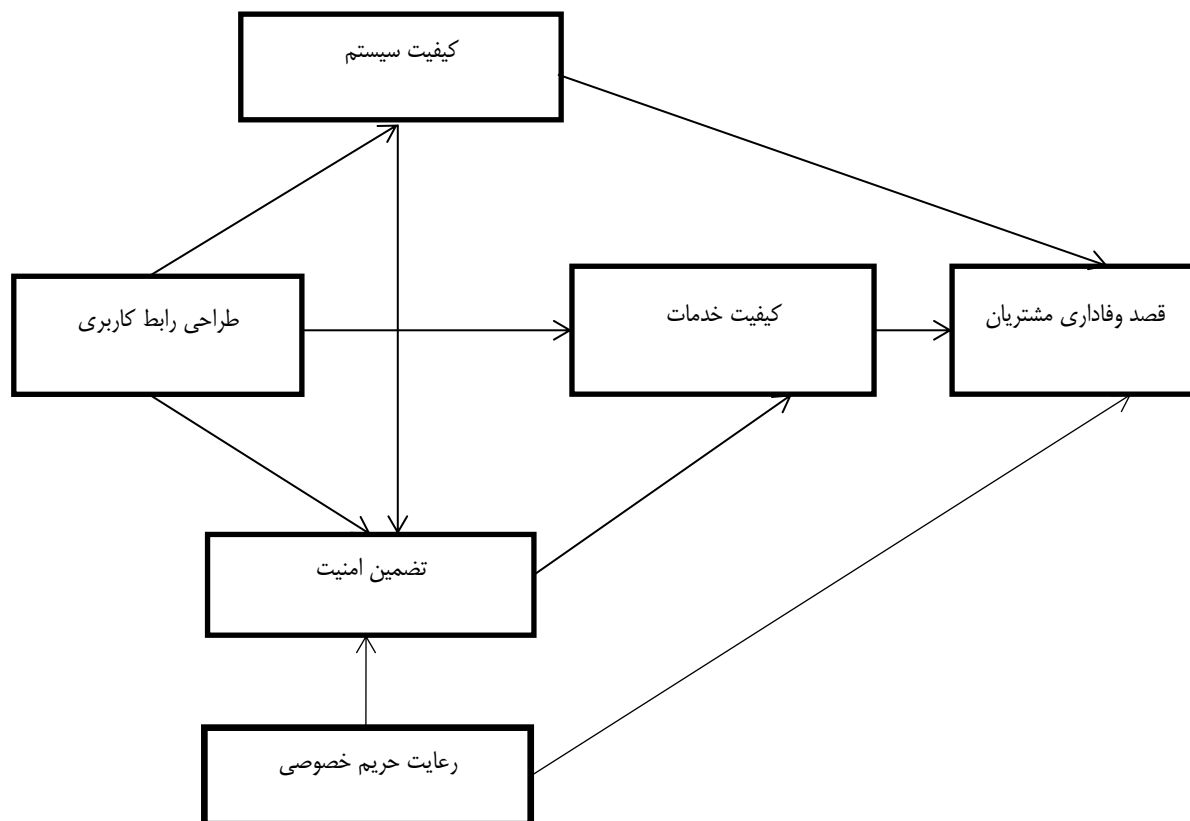 کیفیت سیستم
طراحی رابط کاربری
کیفیت خدمات
قصد وفاداری مشتریان
تضمین امنیت
رعایت حریم خصوصی